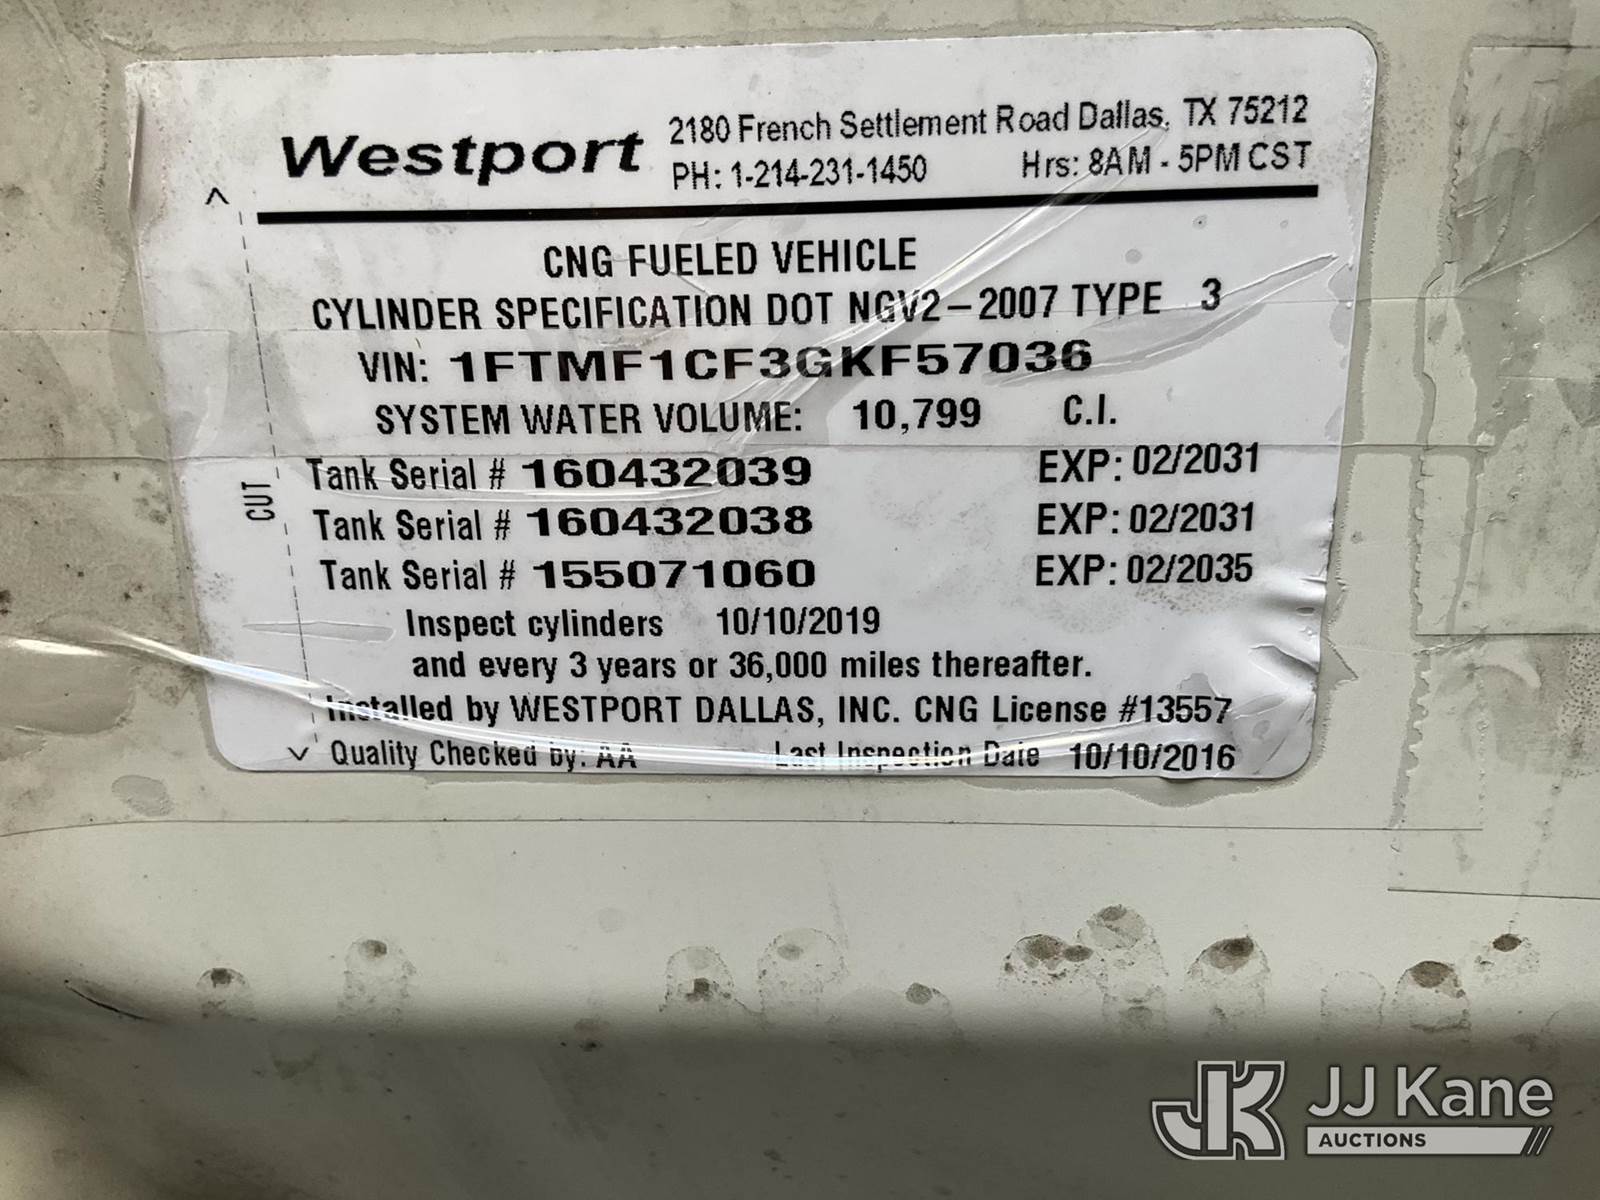 Westport
2180 French Settlement Road Dallas, TX 75212
PH: 1-214-231-1450 Hrs: 8AM - 5PM CST
CNG FUELED VEHICLE
CYLINDER SPECIFICATION DOT NGV2-2007 TYPE 3
VIN: 1FTMF1CF3GKF57036
SYSTEM WATER VOLUME: 10,799 C.I.
Tank Serial # 160432039 EXP: 02/2031
Tank Serial # 160432038 EXP: 02/2031
CUT
Tank Serial # 155071060 EXP: 02/2035
Inspect cylinders 10/10/2019
and every 3 years or 36,000 miles thereafter.
Installed by WESTPORT DALLAS, INC. CNG License #13557
Quality Checked by: AA Last Inspection Date 10/10/2016
JK JJ Kane
AUCTIONS